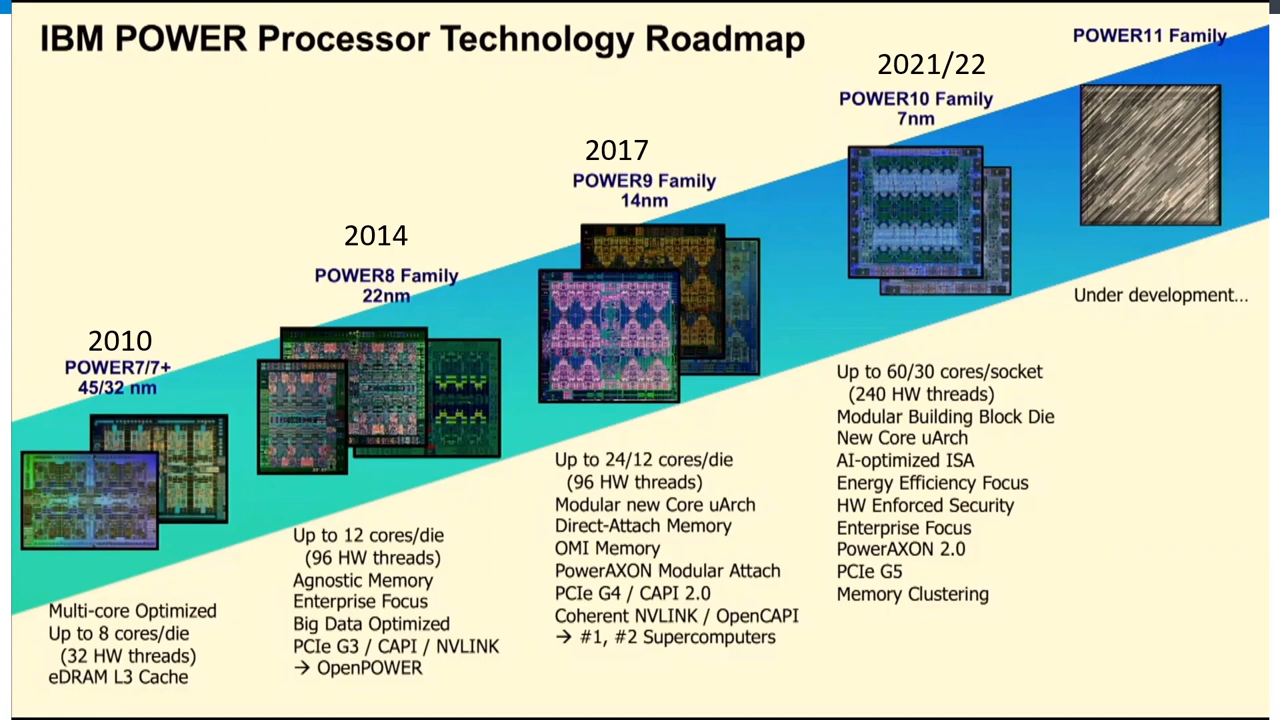 IBM POWER Processor Technology Roadmap
2010
POWER7/7+
45/32 nm
Multi-core Optimized
Up to 8 cores/die
(32 HW threads)
eDRAM L3 Cache
2014
POWER8 Family
22nm
Up to 12 cores/die
(96 HW threads)
Agnostic Memory
Enterprise Focus
Big Data Optimized
PCIe G3 / CAPI / NVLINK
→ OpenPOWER
2017
POWER9 Family
14nm
Up to 24/12 cores/die
(96 HW threads)
Modular new Core uArch
Direct-Attach Memory
OMI Memory
PowerAXON Modular Attach
PCIe G4 / CAPI 2.0
Coherent NVLINK / OpenCAPI
→ #1, #2 Supercomputers
2021/22
POWER10 Family
7nm
Up to 60/30 cores/socket
(240 HW threads)
Modular Building Block Die
New Core uArch
AI-optimized ISA
Energy Efficiency Focus
HW Enforced Security
Enterprise Focus
PowerAXON 2.0
PCIe G5
Memory Clustering
POWER11 Family
Under development...